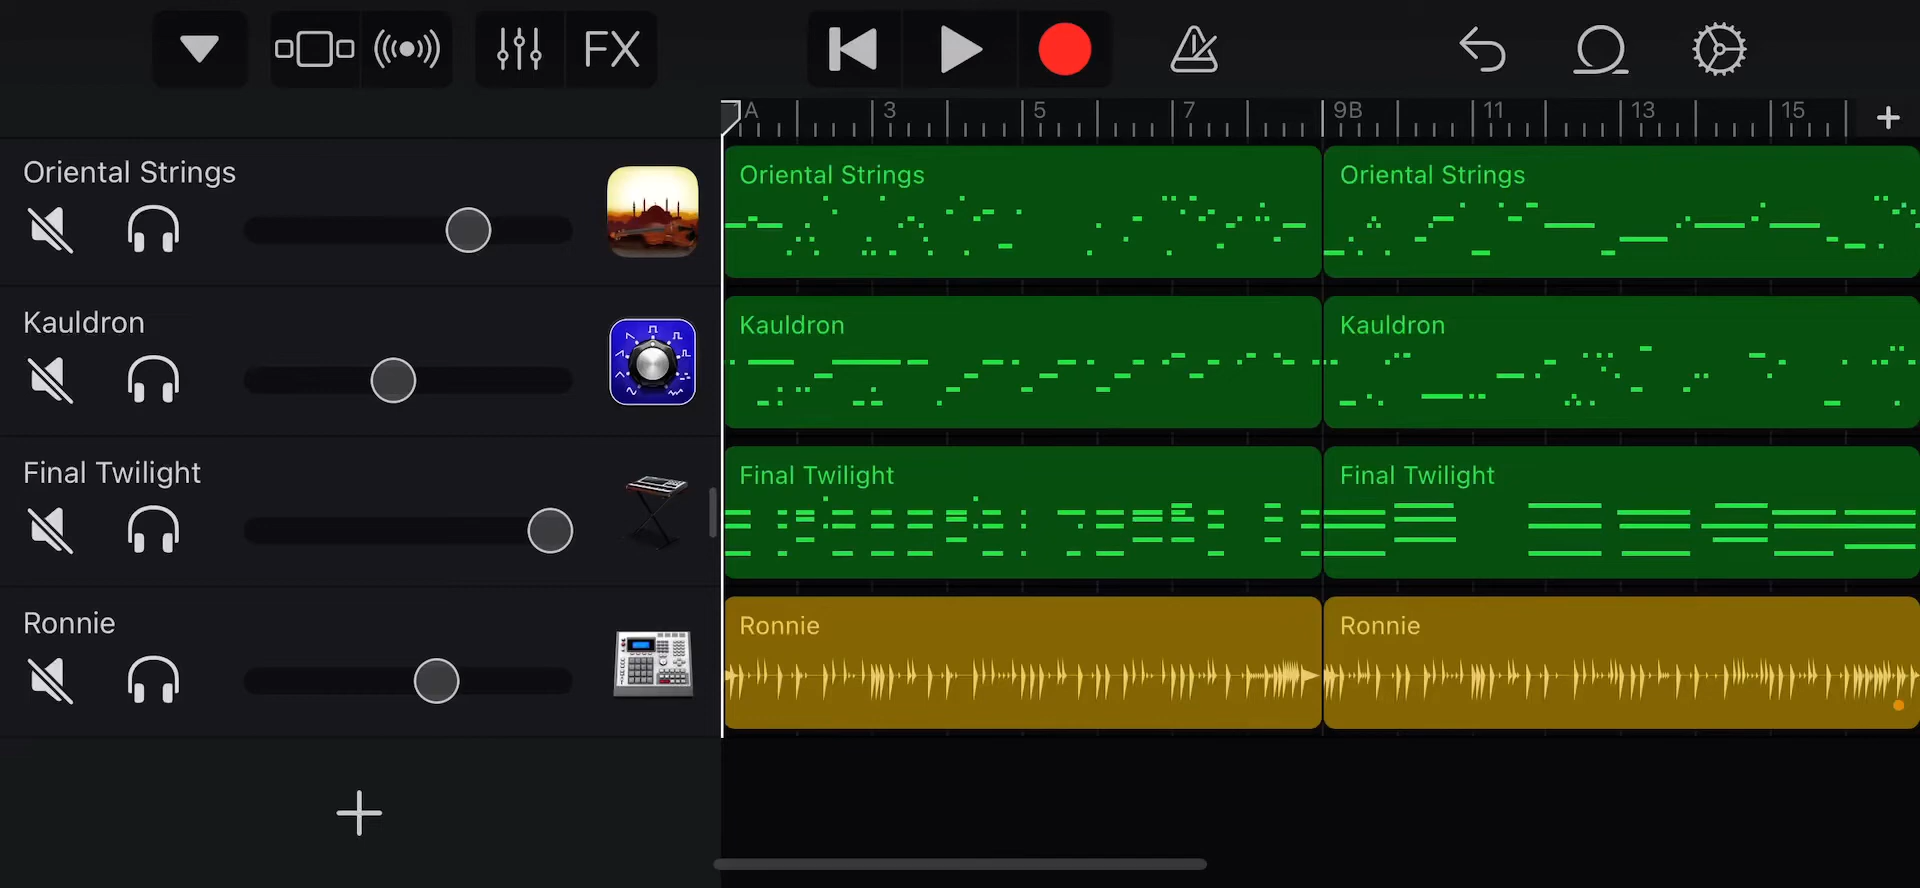 FX
A 3 5 7 9B 11 13 15
Oriental Strings
Oriental Strings
Oriental Strings
Kauldron
Kauldron
Kauldron
Final Twilight
Final Twilight
Final Twilight
Ronnie
Ronnie
Ronnie